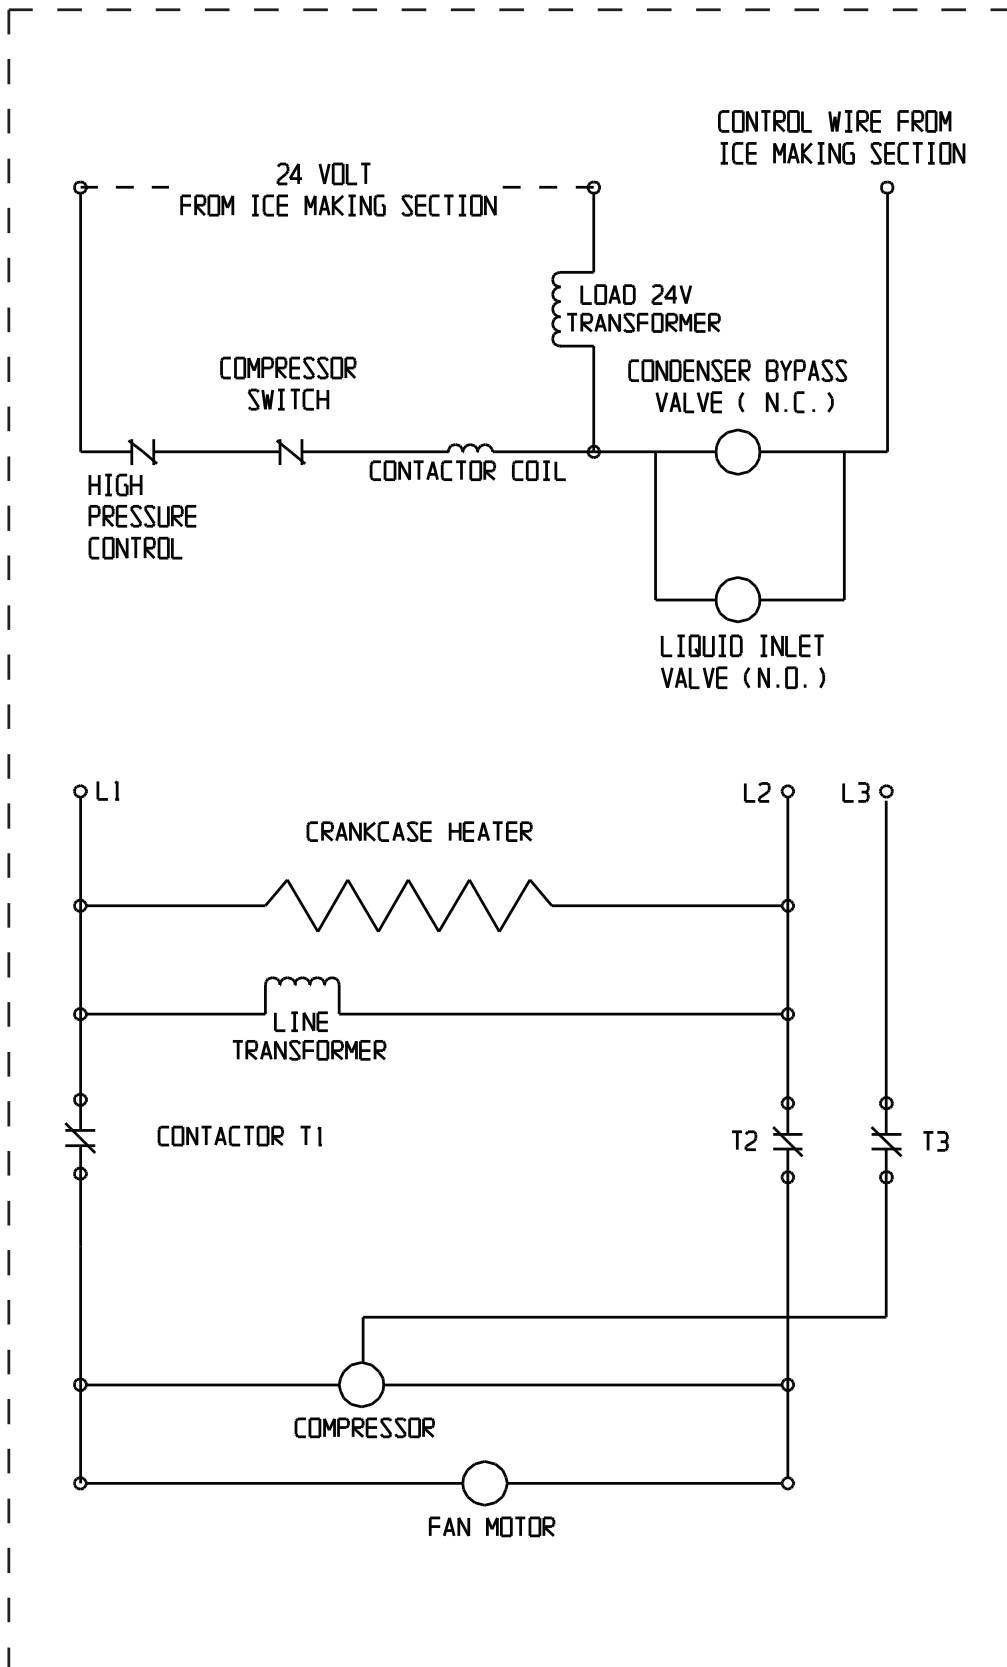 CONTROL WIRE FROM
ICE MAKING SECTION
24 VOLT
FROM ICE MAKING SECTION
LOAD 24V
TRANSFORMER
COMPRESSOR
SWITCH
CONDENSER BYPASS
VALVE ( N.C.)
CONTACTOR COIL
HIGH
PRESSURE
CONTROL
LIQUID INLET
VALVE (N.O.)
L1
L2
L3
CRANKCASE HEATER
LINE
TRANSFORMER
CONTACTOR T1
T2
T3
COMPRESSOR
FAN MOTOR